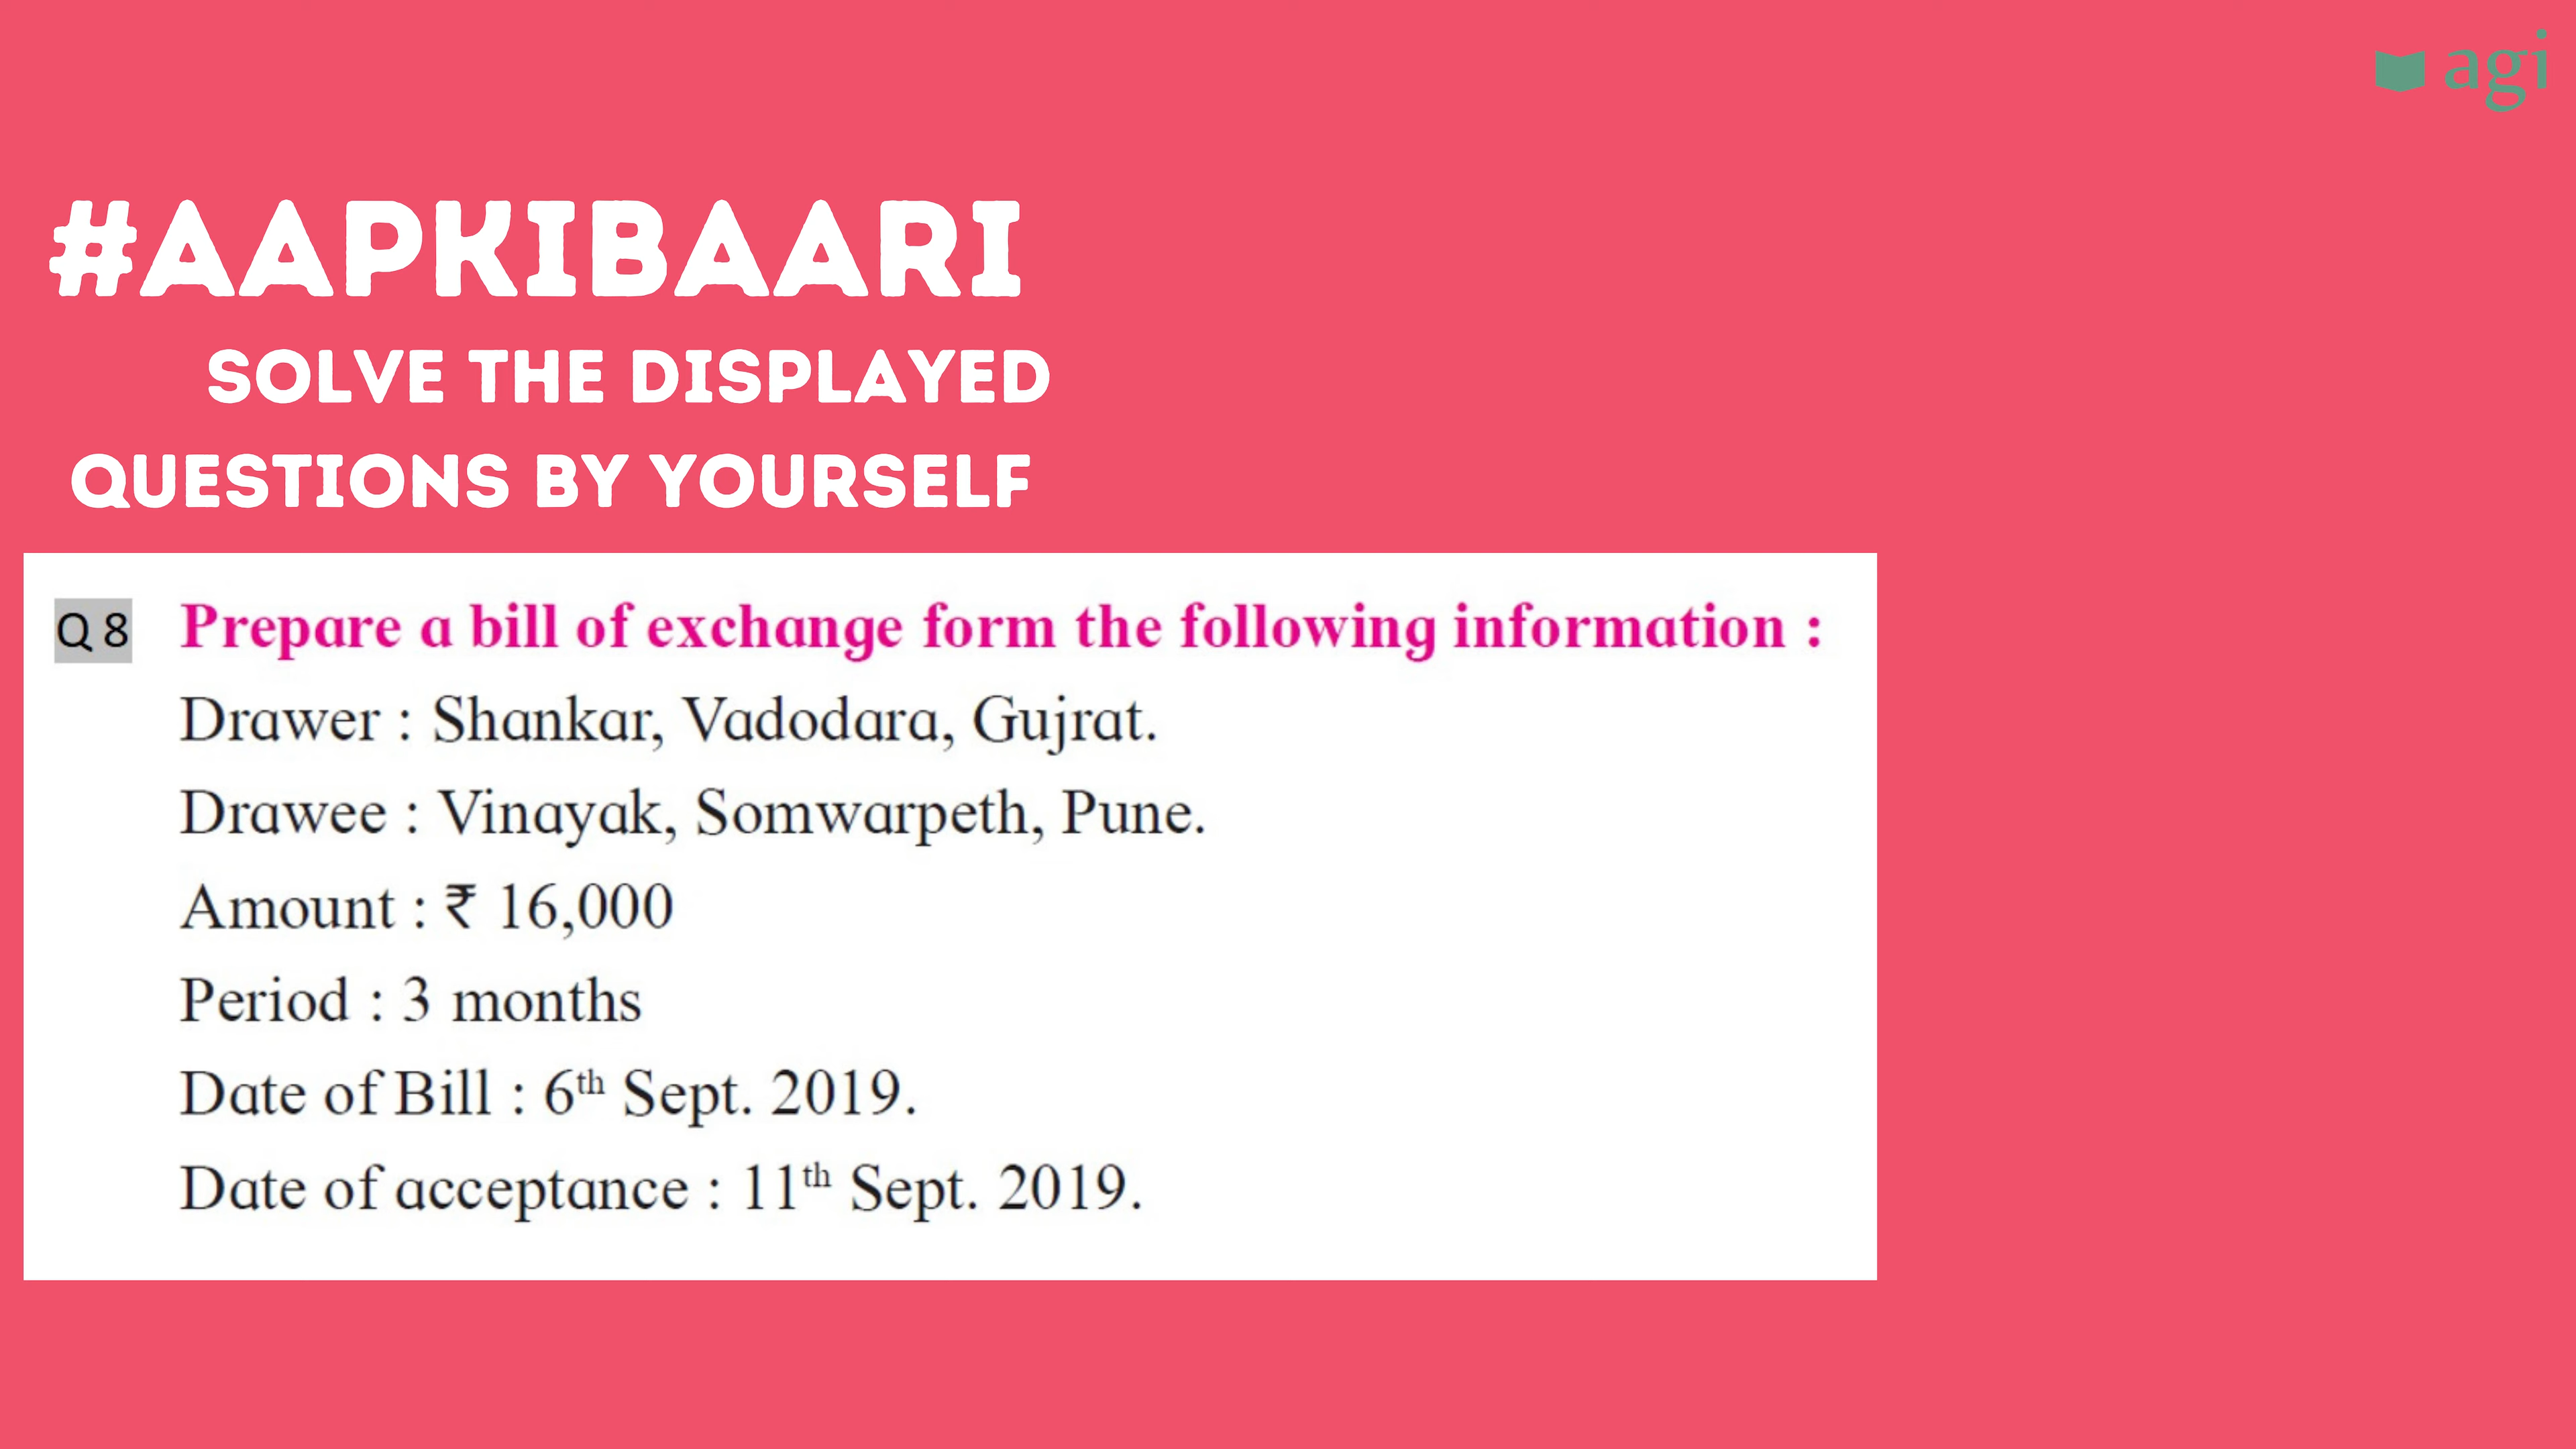 agi
#AAPKIBAARI
SOLVE THE DISPLAYED
QUESTIONS BY YOURSELF
Q 8 Prepare a bill of exchange form the following information :
Drawer : Shankar, Vadodara, Gujrat.
Drawee : Vinayak, Somwarpeth, Pune.
Amount : ₹ 16,000
Period : 3 months
Date of Bill : 6th Sept. 2019.
Date of acceptance : 11th Sept. 2019.